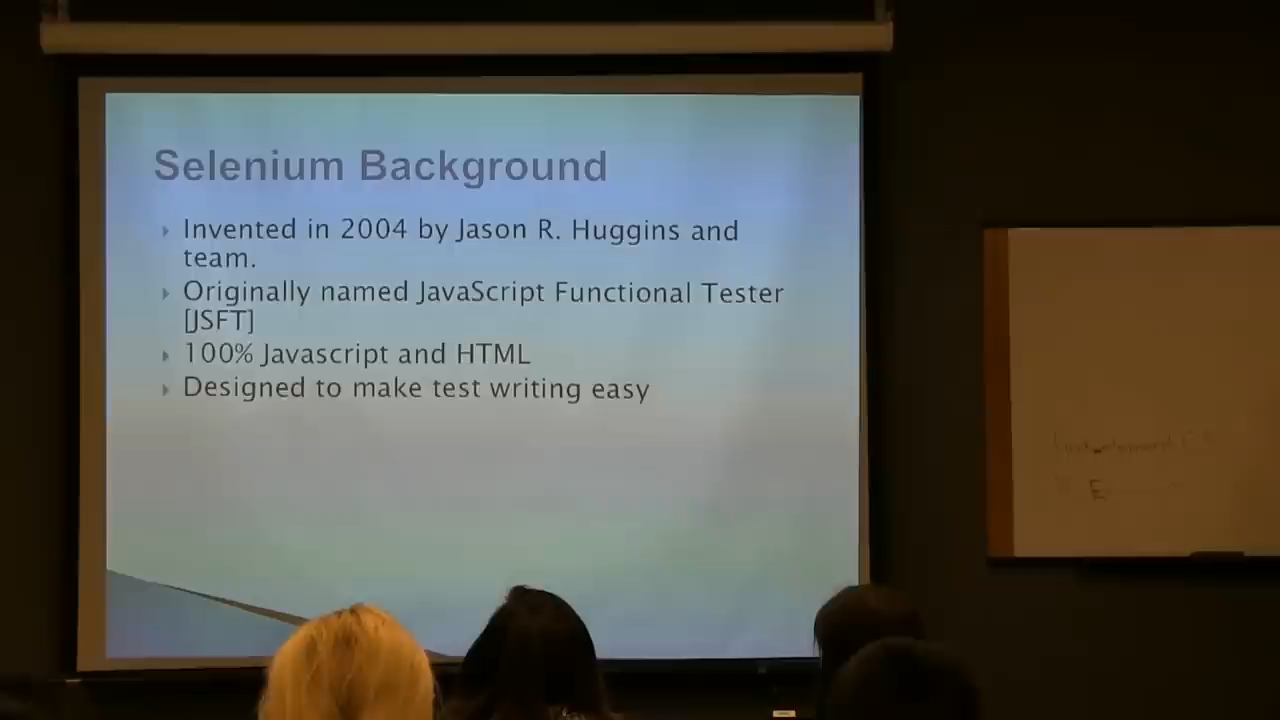 Selenium Background
Invented in 2004 by Jason R. Huggins and
team.
Originally named JavaScript Functional Tester
[JSFT]
100% Javascript and HTML
Designed to make test writing easy